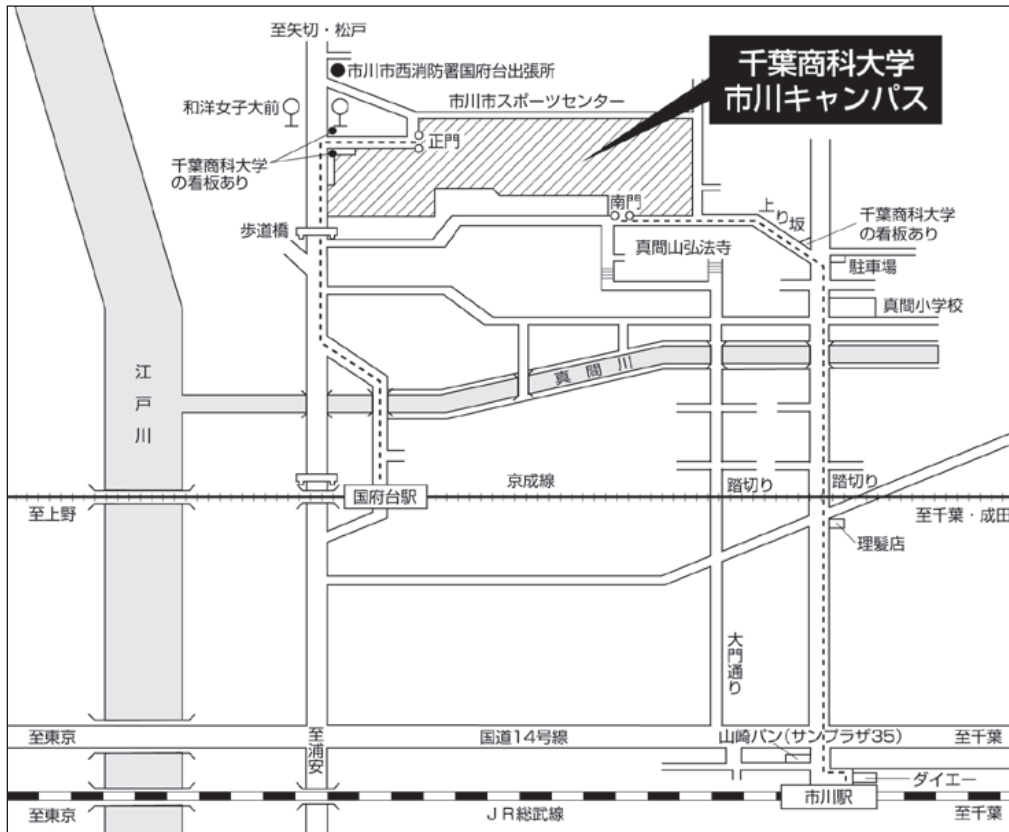 至矢切・松戸
市川市西消防署国府台出張所
千葉商科大学
市川キャンパス
和洋女子大前
市川市スポーツセンター
正門
千葉商科大学
の看板あり
南門
上り坂
千葉商科大学
の看板あり
歩道橋
真間山弘法寺
駐車場
真間小学校
江戸川
真間川
京成線
踏切り
踏切り
国府台駅
至上野
至千葉・成田
理髪店
大門通り
至浦安
至東京
国道14号線
山崎パン(サンプラザ35)
至千葉
ダイエー
市川駅
至東京
JR総武線
至千葉